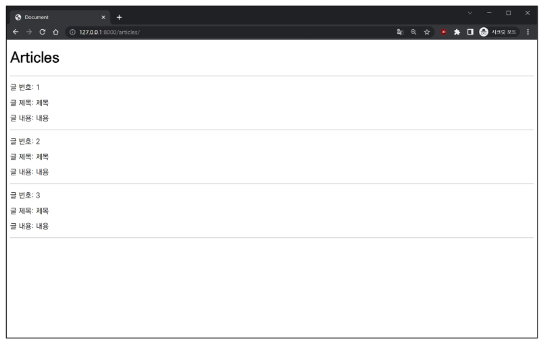 Document
127.0.0.1:8000/articles/
시크릿 모드
Articles
글 번호: 1
글 제목: 제목
글 내용: 내용
글 번호: 2
글 제목: 제목
글 내용: 내용
글 번호: 3
글 제목: 제목
글 내용: 내용